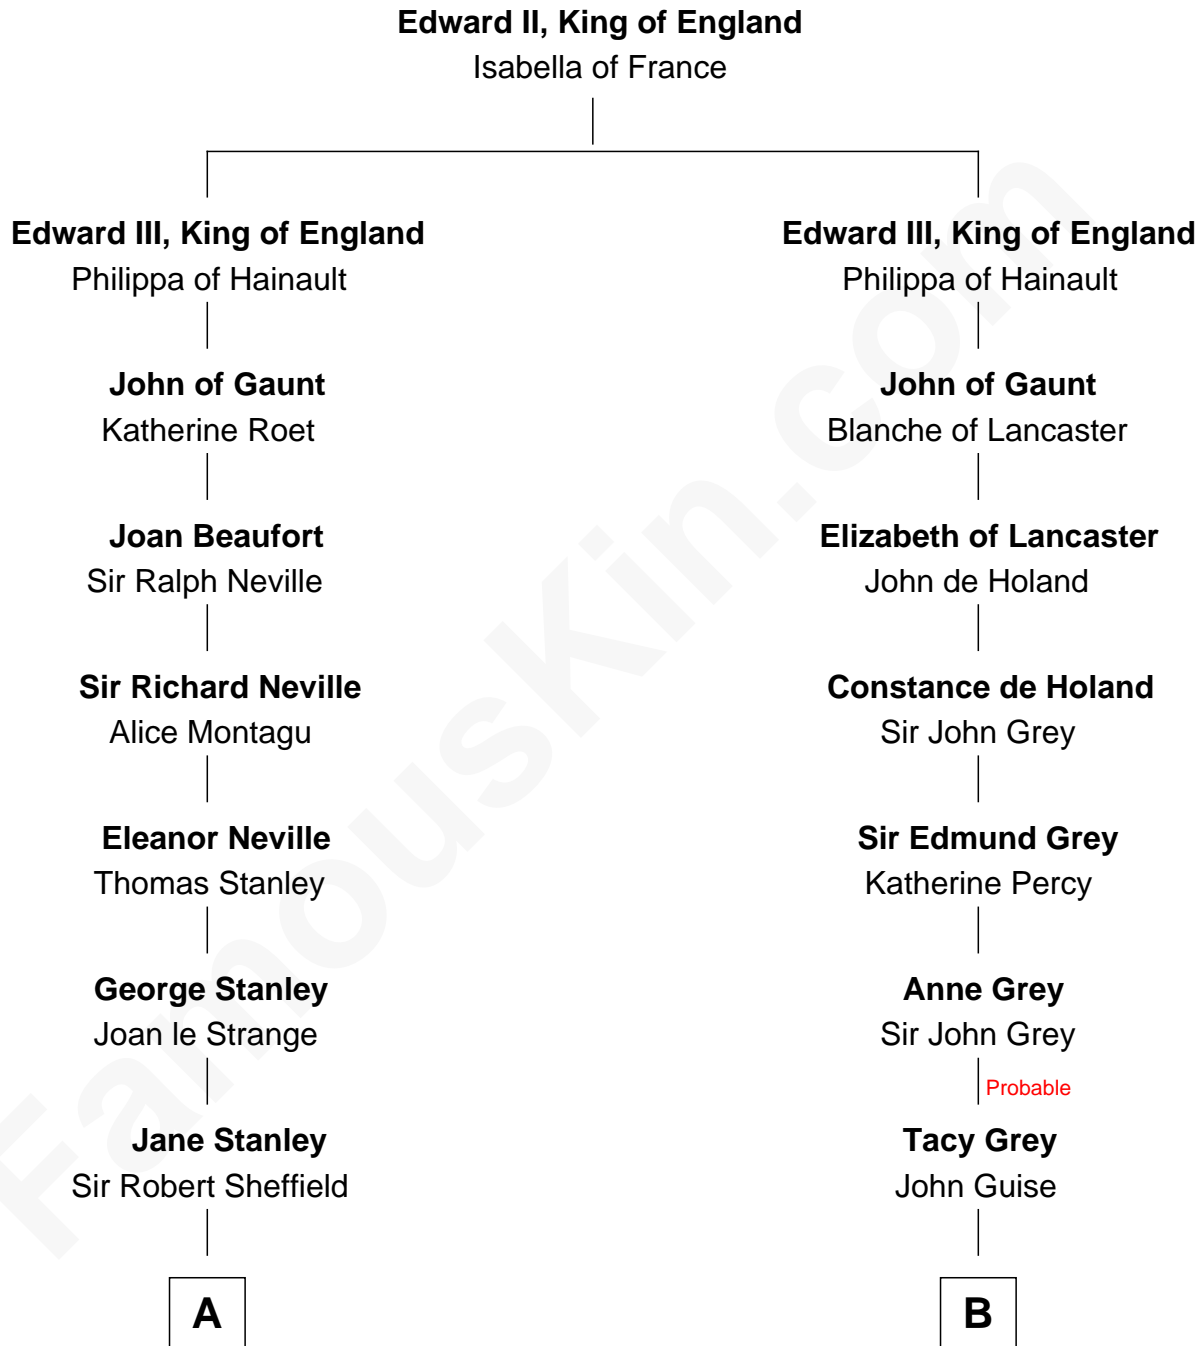 Edward II, King of England
Isabella of France
Edward III, King of England
Philippa of Hainault
Edward III, King of England
Philippa of Hainault
John of Gaunt
Katherine Roet
John of Gaunt
Blanche of Lancaster
Joan Beaufort
Sir Ralph Neville
Elizabeth of Lancaster
John de Holand
Sir Richard Neville
Alice Montagu
Constance de Holand
Sir John Grey
Eleanor Neville
Thomas Stanley
Sir Edmund Grey
Katherine Percy
George Stanley
Joan le Strange
Anne Grey
Sir John Grey
Probable
Jane Stanley
Sir Robert Sheffield
Tacy Grey
John Guise
A
B
FamousKin.com